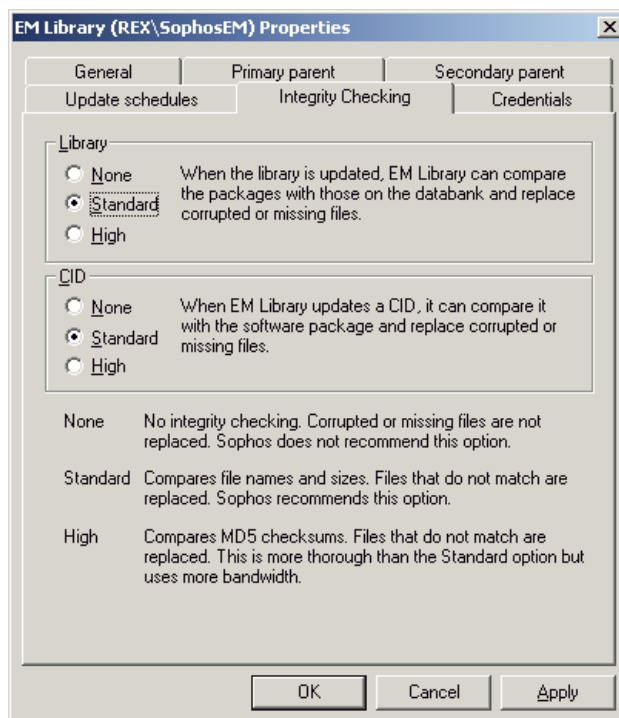 EM Library (REX\SophosEM) Properties
General
Primary parent
Secondary parent
Update schedules
Integrity Checking
Credentials
Library
None
Standard
High
When the library is updated, EM Library can compare
the packages with those on the databank and replace
corrupted or missing files.
CID
None
Standard
High
When EM Library updates a CID, it can compare it
with the software package and replace corrupted or
missing files.
None No integrity checking. Corrupted or missing files are not
replaced. Sophos does not recommend this option.
Standard Compares file names and sizes. Files that do not match are
replaced. Sophos recommends this option.
High Compares MD5 checksums. Files that do not match are
replaced. This is more thorough than the Standard option but
uses more bandwidth.
OK
Cancel
Apply